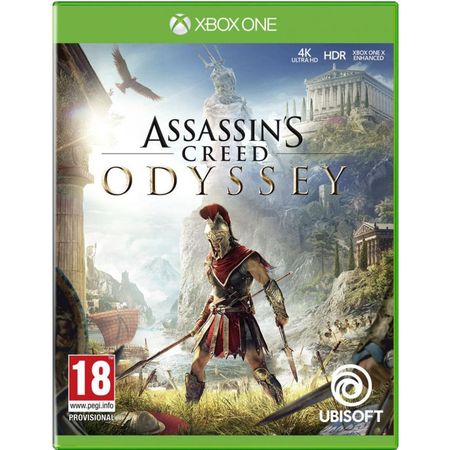 XBOX ONE
4K
ULTRA HD
HDR
XBOX ONE X
ENHANCED
ASSASSIN'S
CREED
ODYSSEY
18
www.pegi.info
PROVISIONAL
UBISOFT